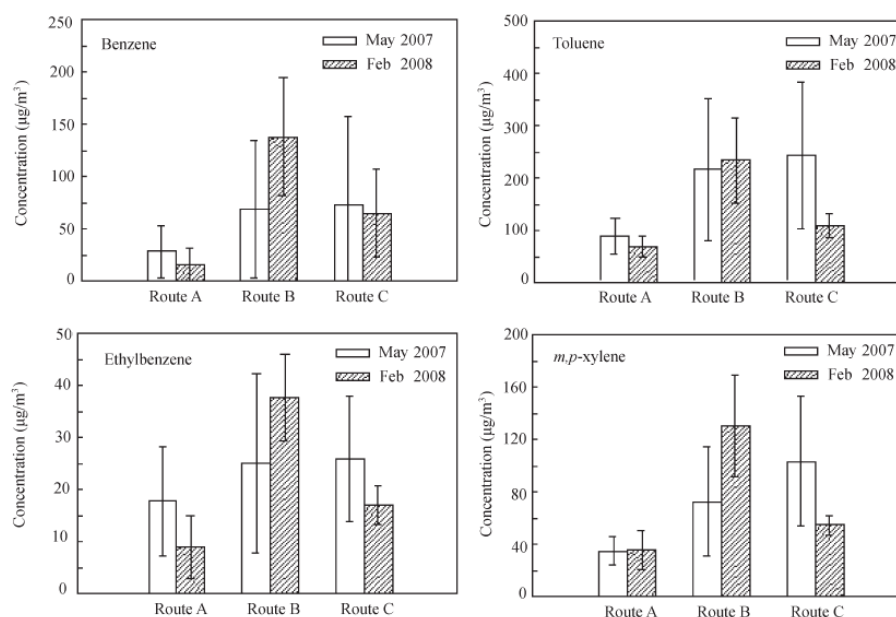 Benzene
May 2007
Feb 2008
Concentration (μg/m³)
250
200
150
100
50
0
Route A
Route B
Route C
Toluene
May 2007
Feb 2008
Concentration (μg/m³)
500
400
300
200
100
0
Route A
Route B
Route C
Ethylbenzene
May 2007
Feb 2008
Concentration (μg/m³)
50
40
30
20
10
0
Route A
Route B
Route C
m,p-xylene
May 2007
Feb 2008
Concentration (μg/m³)
200
160
120
80
40
0
Route A
Route B
Route C